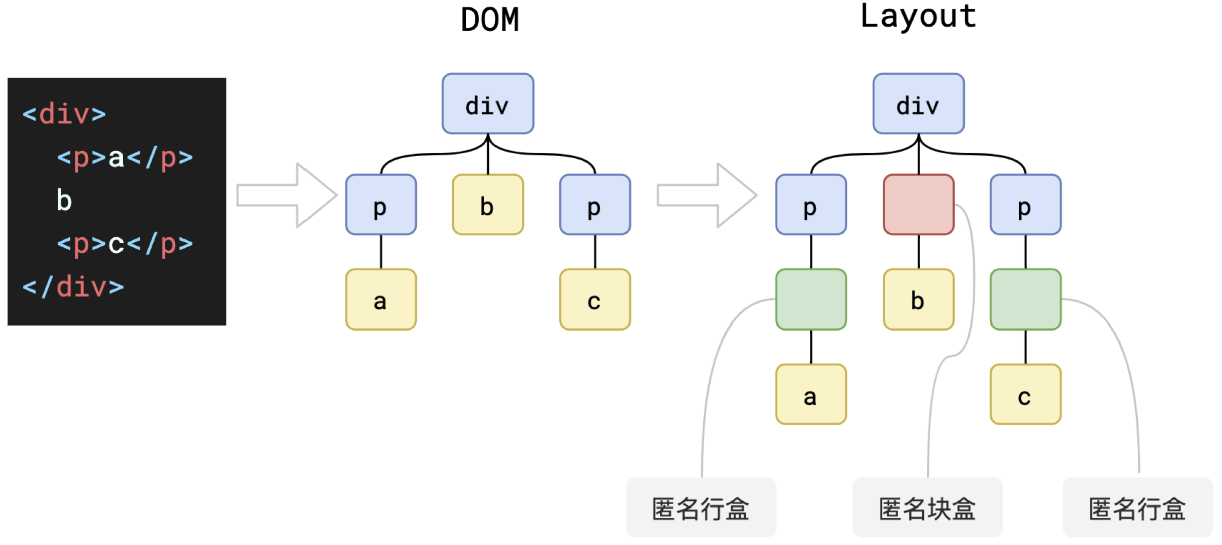 DOM
Layout
<div>
<p>a</p>
b
<p>c</p>
</div>
div
p
b
p
a
c
div
p
p
b
a
c
匿名行盒
匿名块盒
匿名行盒